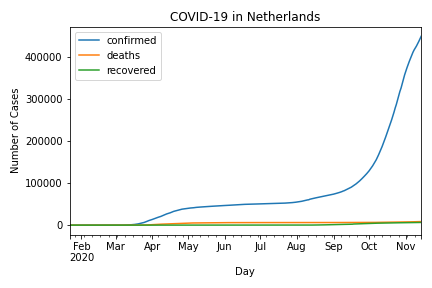 COVID-19 in Netherlands
confirmed
deaths
recovered
Number of Cases
400000
300000
200000
100000
0
Feb Mar Apr May Jun Jul Aug Sep Oct Nov
2020
Day